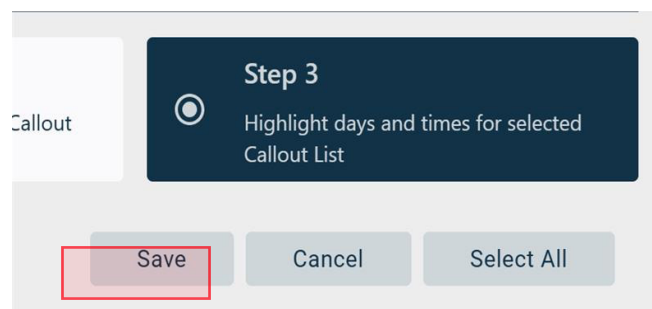 Step 3
Callout
Highlight days and times for selected
Callout List
Save
Cancel
Select All